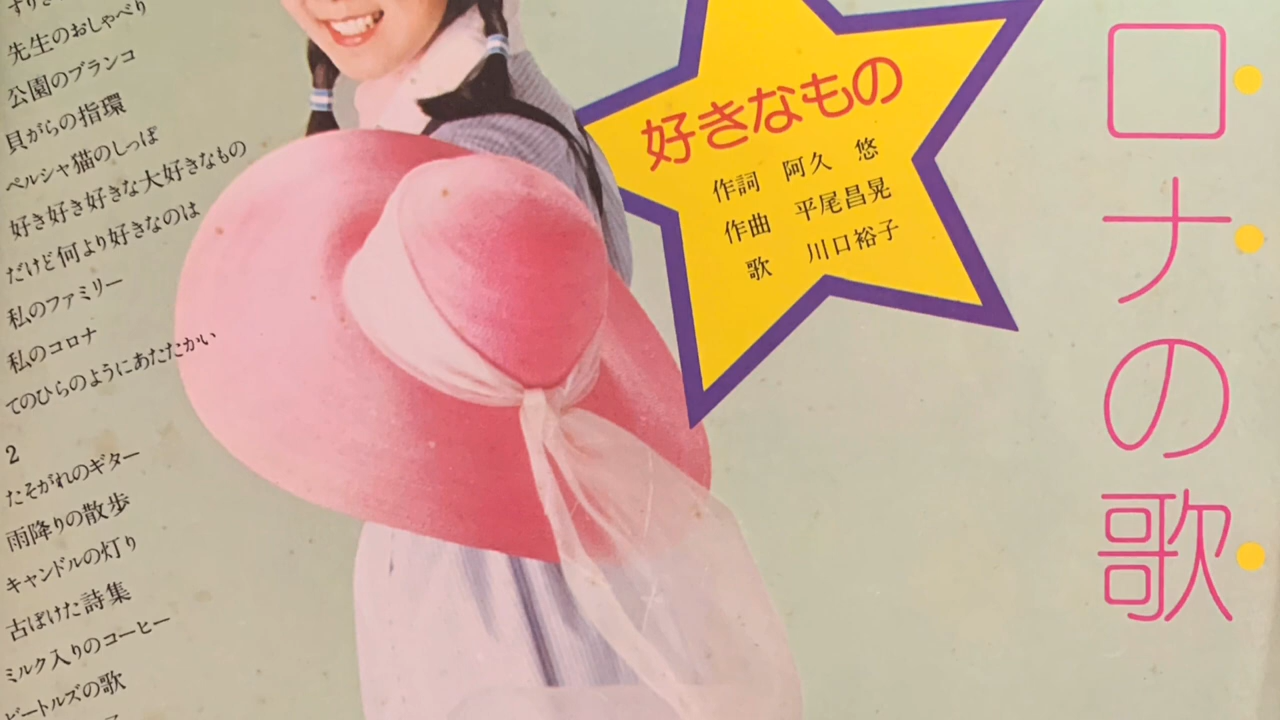 先生のおしゃべり
公園のブランコ
貝がらの指環
ペルシャ猫のしっぽ
好き好き好きな大好きなもの
だけど何より好きなのは
私のファミリー
私のコロナ
てのひらのようにあたたかい
2
たそがれのギター
雨降りの散歩
キャンドルの灯り
古ぼけた詩集
ミルク入りのコーヒー
ビートルズの歌
好きなもの
作詞 阿久 悠
作曲 平尾昌晃
歌 川口裕子
ロナの歌